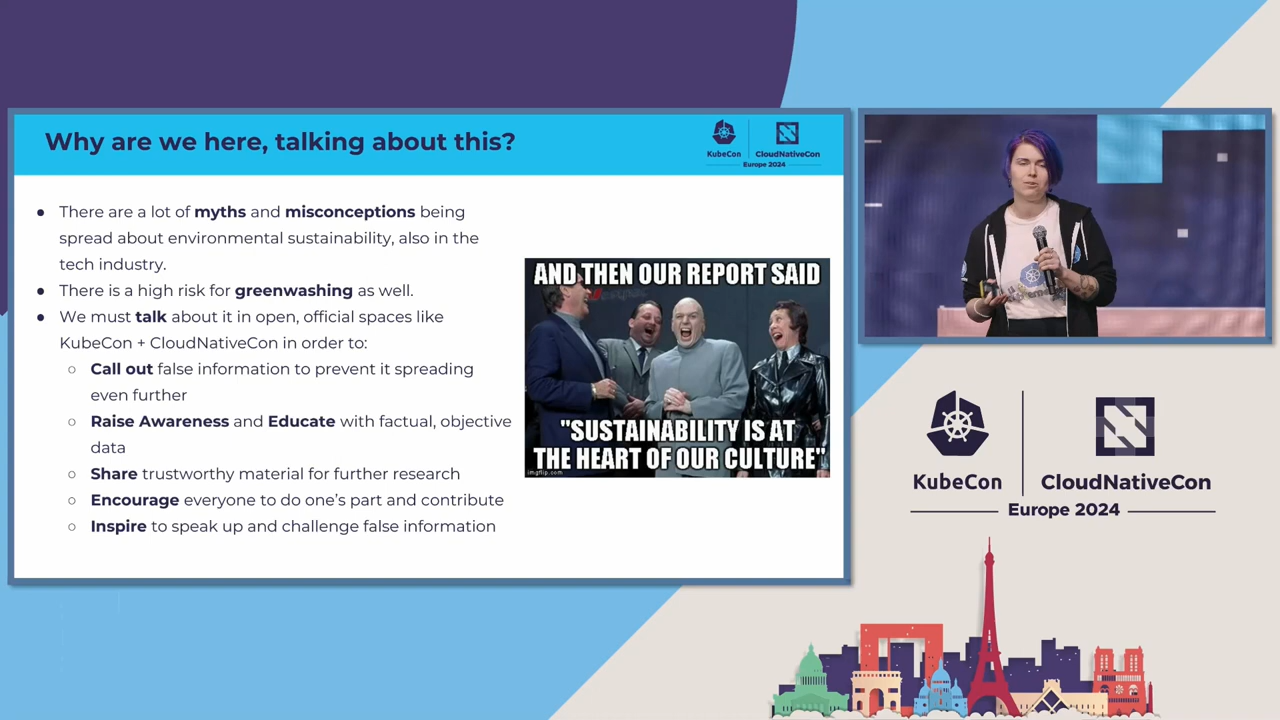 Why are we here, talking about this?
KubeCon
CloudNativeCon
Europe 2024
● There are a lot of myths and misconceptions being
spread about environmental sustainability, also in the
tech industry.
● There is a high risk for greenwashing as well.
● We must talk about it in open, official spaces like
KubeCon + CloudNativeCon in order to:
○ Call out false information to prevent it spreading
even further
○ Raise Awareness and Educate with factual, objective
data
○ Share trustworthy material for further research
○ Encourage everyone to do one's part and contribute
○ Inspire to speak up and challenge false information
AND THEN OUR REPORT SAID
"SUSTAINABILITY IS AT
THE HEART OF OUR CULTURE"
imgflip.com
KubeCon
CloudNativeCon
Europe 2024